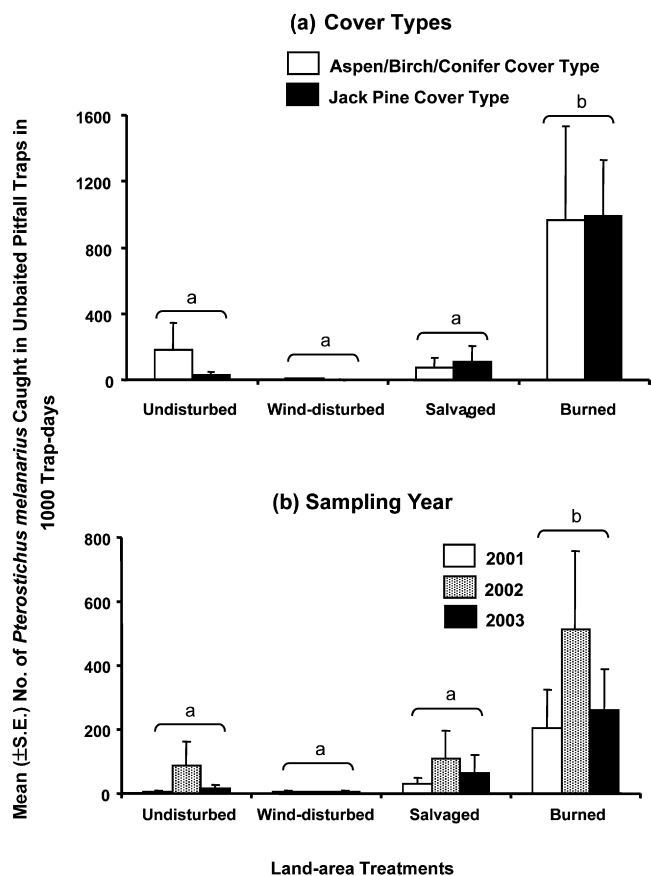 (a) Cover Types
Aspen/Birch/Conifer Cover Type
Jack Pine Cover Type
Mean (±S.E.) No. of Pterostichus melanarius Caught in Unbaited Pitfall Traps in
1000 Trap-days
1600
1200
800
400
0
a
a
a
b
Undisturbed
Wind-disturbed
Salvaged
Burned
(b) Sampling Year
2001
2002
2003
800
600
400
200
0
a
a
a
b
Undisturbed
Wind-disturbed
Salvaged
Burned
Land-area Treatments